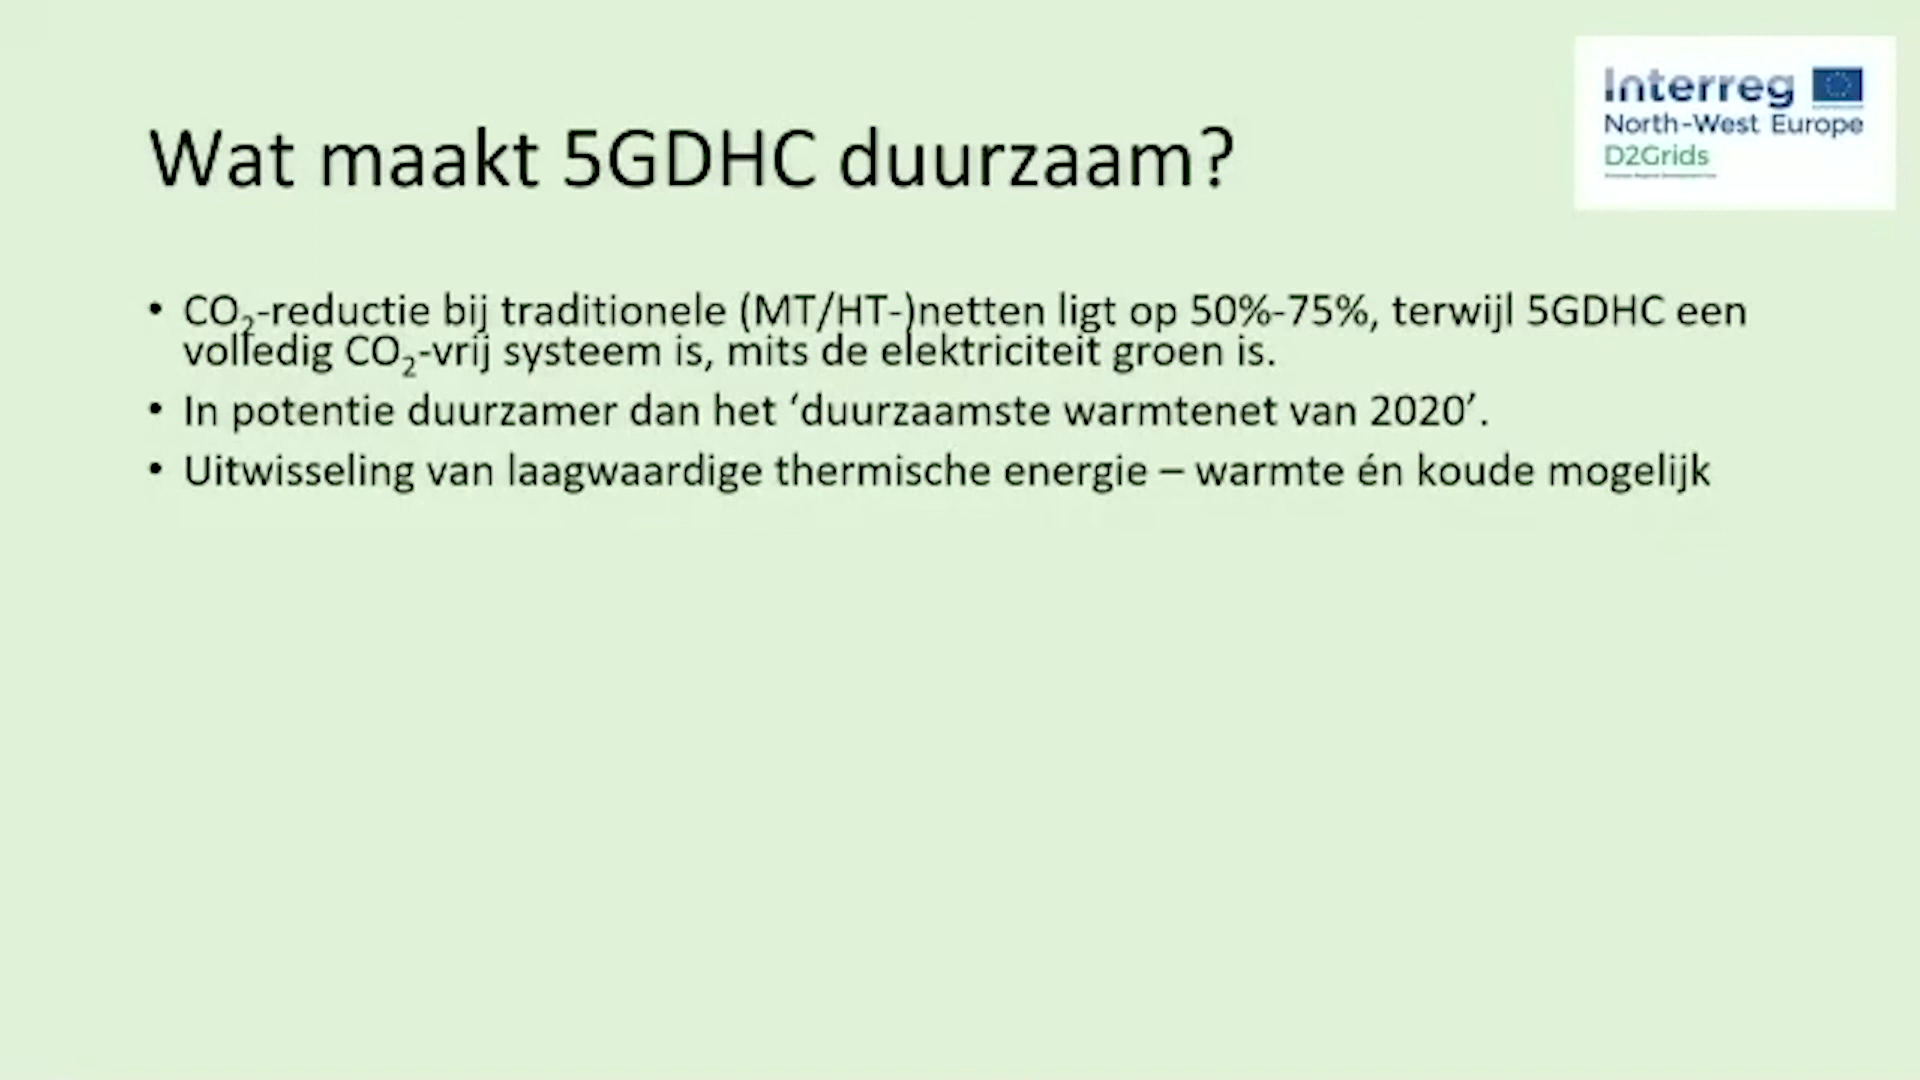 Interreg
North-West Europe
D2Grids
Wat maakt 5GDHC duurzaam?
• CO₂-reductie bij traditionele (MT/HT-)netten ligt op 50%-75%, terwijl 5GDHC een
volledig CO₂-vrij systeem is, mits de elektriciteit groen is.
• In potentie duurzamer dan het ‘duurzaamste warmtenet van 2020’.
• Uitwisseling van laagwaardige thermische energie – warmte én koude mogelijk